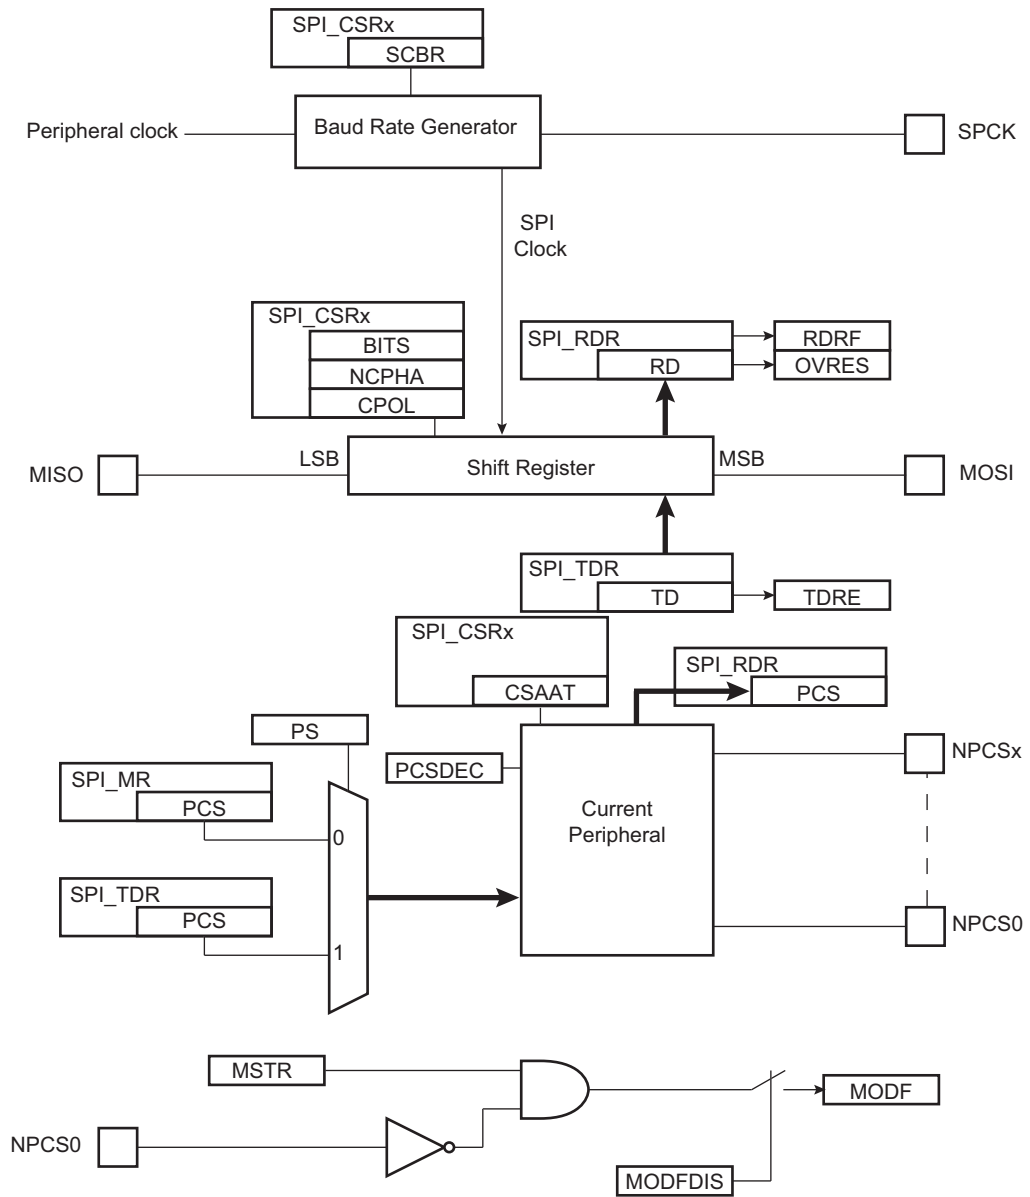 SPI_CSRx
SCBR
Peripheral clock
Baud Rate Generator
SPCK
SPI
Clock
SPI_CSRx
BITS
NCPHA
CPOL
SPI_RDR
RD
RDRF
OVRES
MISO
LSB
Shift Register
MSB
MOSI
SPI_TDR
TD
TDRE
SPI_CSRx
CSAAT
SPI_RDR
PCS
PS
PCSDEC
SPI_MR
PCS
0
Current
Peripheral
NPCSx
SPI_TDR
PCS
1
NPCS0
MSTR
MODF
NPCS0
MODFDIS